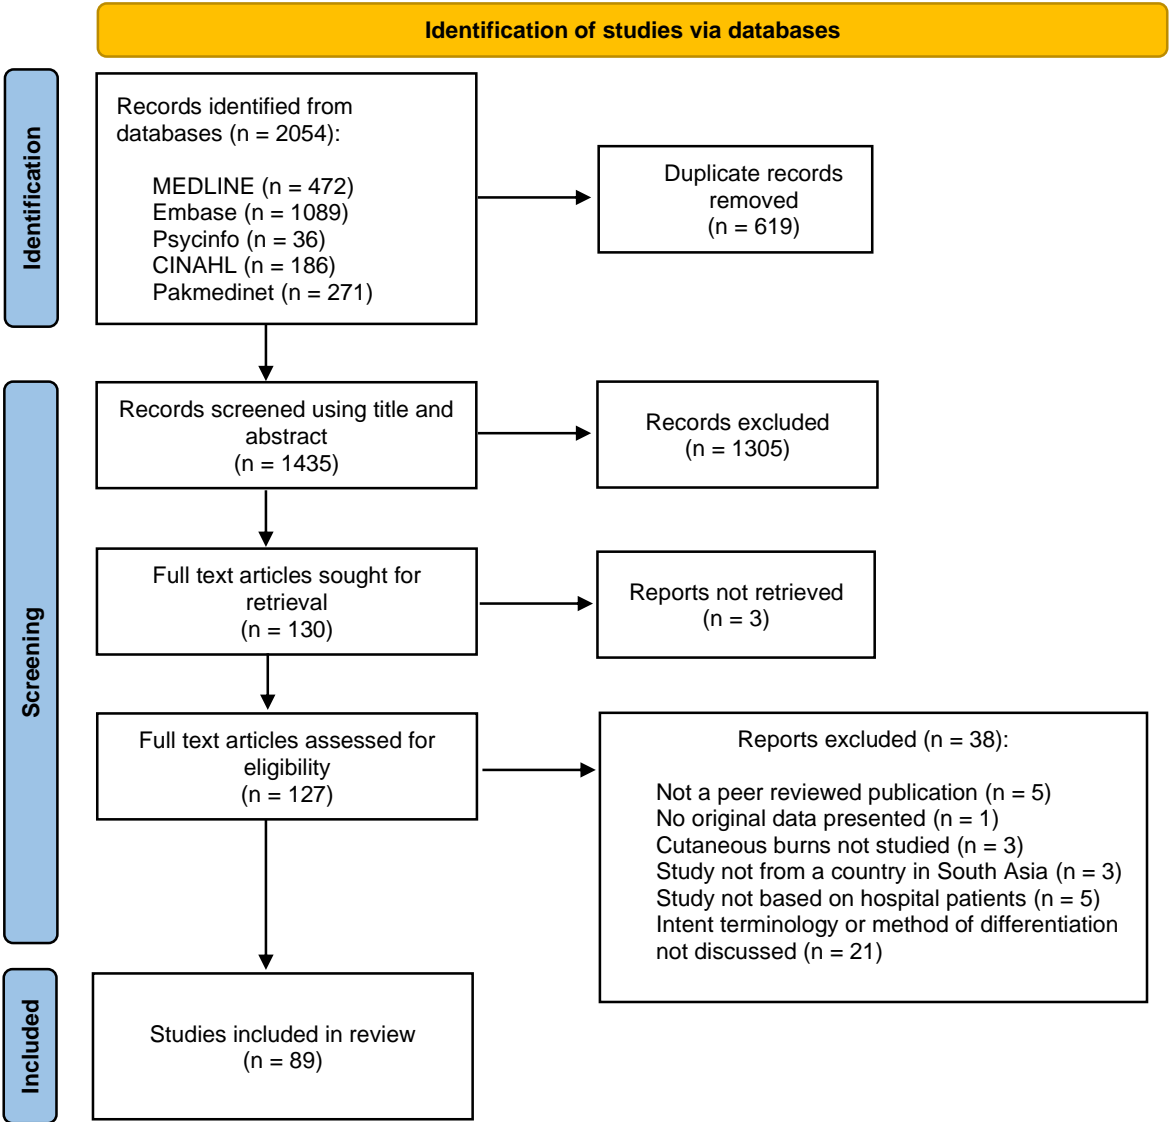 Identification of studies via databases
Identification
Records identified from
databases (n = 2054):
MEDLINE (n = 472)
Embase (n = 1089)
Psycinfo (n = 36)
CINAHL (n = 186)
Pakmedinet (n = 271)
Duplicate records
removed
(n = 619)
Screening
Records screened using title and
abstract
(n = 1435)
Records excluded
(n = 1305)
Full text articles sought for
retrieval
(n = 130)
Reports not retrieved
(n = 3)
Full text articles assessed for
eligibility
(n = 127)
Reports excluded (n = 38):
Not a peer reviewed publication (n = 5)
No original data presented (n = 1)
Cutaneous burns not studied (n = 3)
Study not from a country in South Asia (n = 3)
Study not based on hospital patients (n = 5)
Intent terminology or method of differentiation
not discussed (n = 21)
Included
Studies included in review
(n = 89)